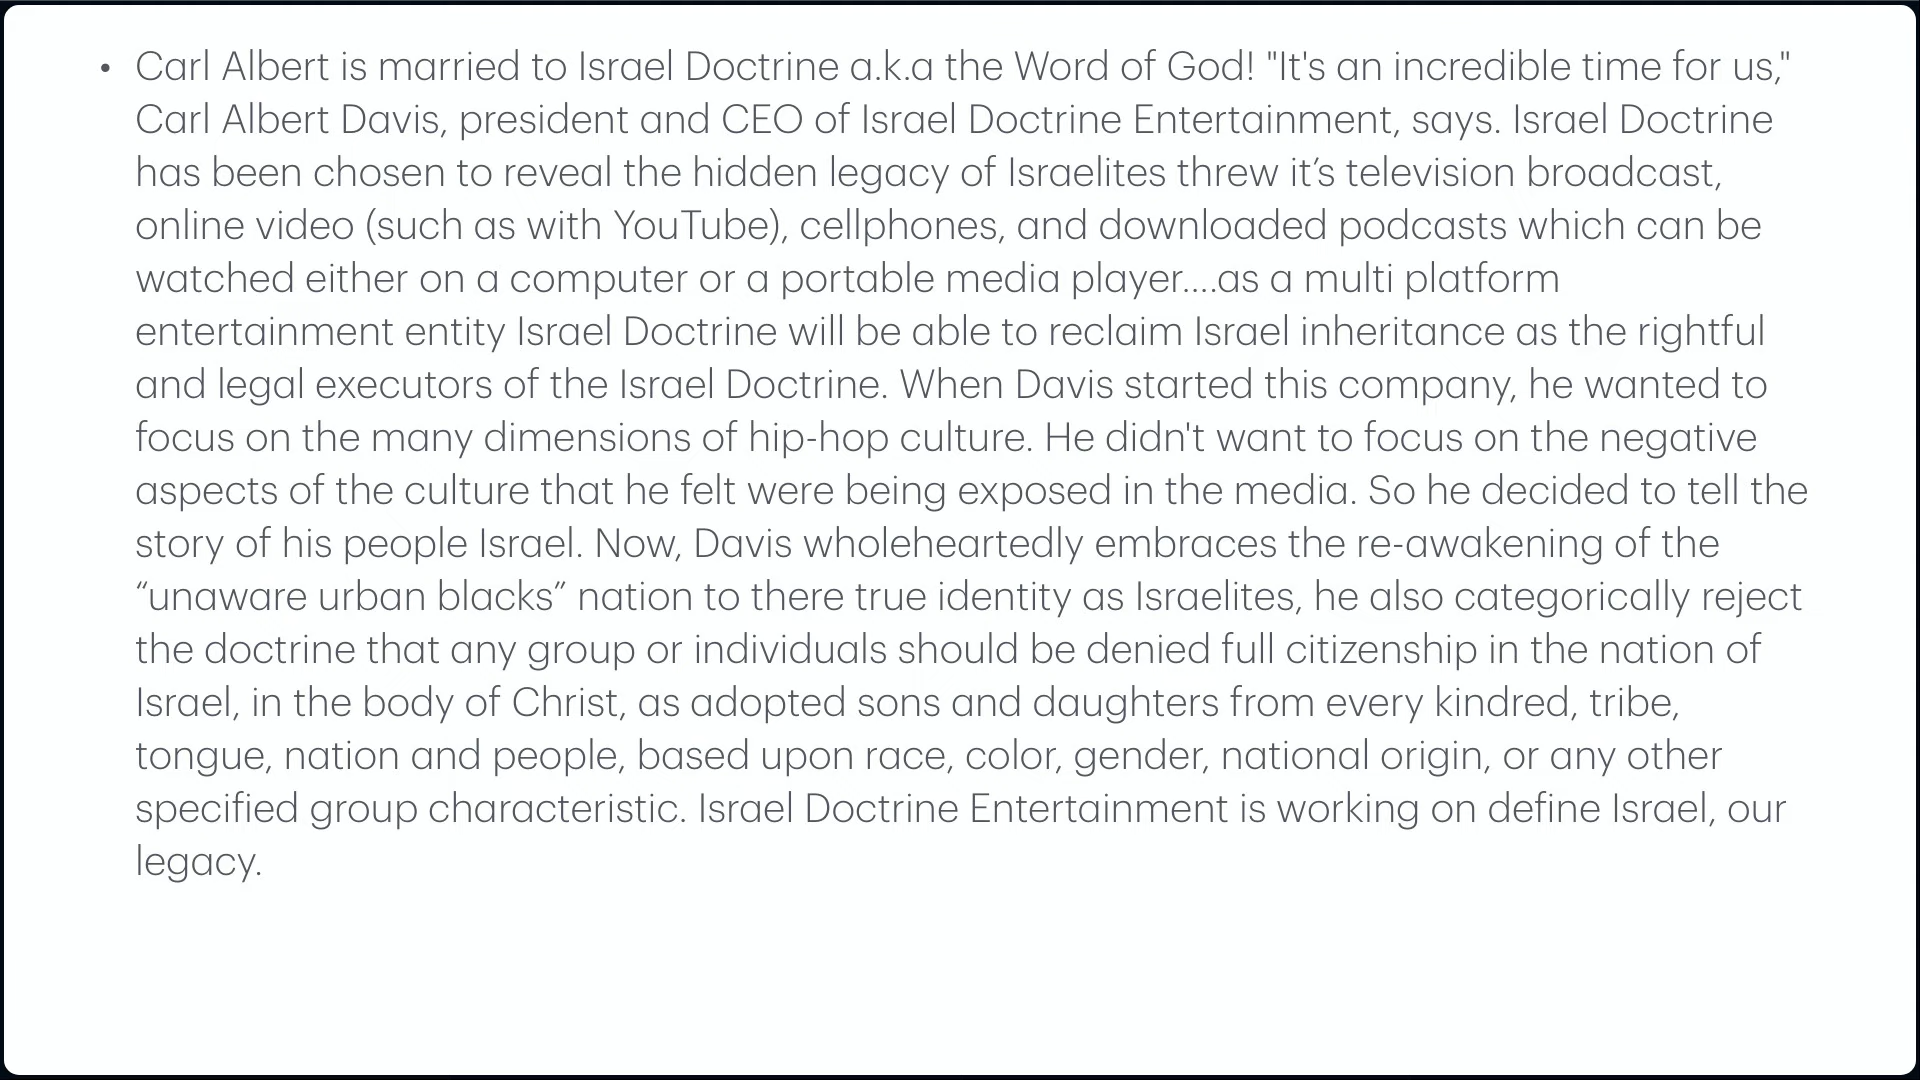 • Carl Albert is married to Israel Doctrine a.k.a the Word of God! "It's an incredible time for us,"
Carl Albert Davis, president and CEO of Israel Doctrine Entertainment, says. Israel Doctrine
has been chosen to reveal the hidden legacy of Israelites threw it’s television broadcast,
online video (such as with YouTube), cellphones, and downloaded podcasts which can be
watched either on a computer or a portable media player....as a multi platform
entertainment entity Israel Doctrine will be able to reclaim Israel inheritance as the rightful
and legal executors of the Israel Doctrine. When Davis started this company, he wanted to
focus on the many dimensions of hip-hop culture. He didn't want to focus on the negative
aspects of the culture that he felt were being exposed in the media. So he decided to tell the
story of his people Israel. Now, Davis wholeheartedly embraces the re-awakening of the
“unaware urban blacks” nation to there true identity as Israelites, he also categorically reject
the doctrine that any group or individuals should be denied full citizenship in the nation of
Israel, in the body of Christ, as adopted sons and daughters from every kindred, tribe,
tongue, nation and people, based upon race, color, gender, national origin, or any other
specified group characteristic. Israel Doctrine Entertainment is working on define Israel, our
legacy.